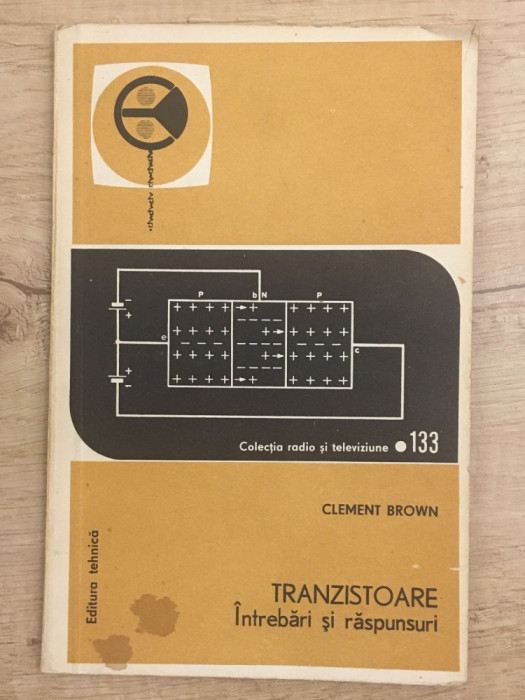 P b N P
e
c
Colecția radio și televiziune ● 133
CLEMENT BROWN
Editura tehnică
TRANZISTOARE
Întrebări și răspunsuri